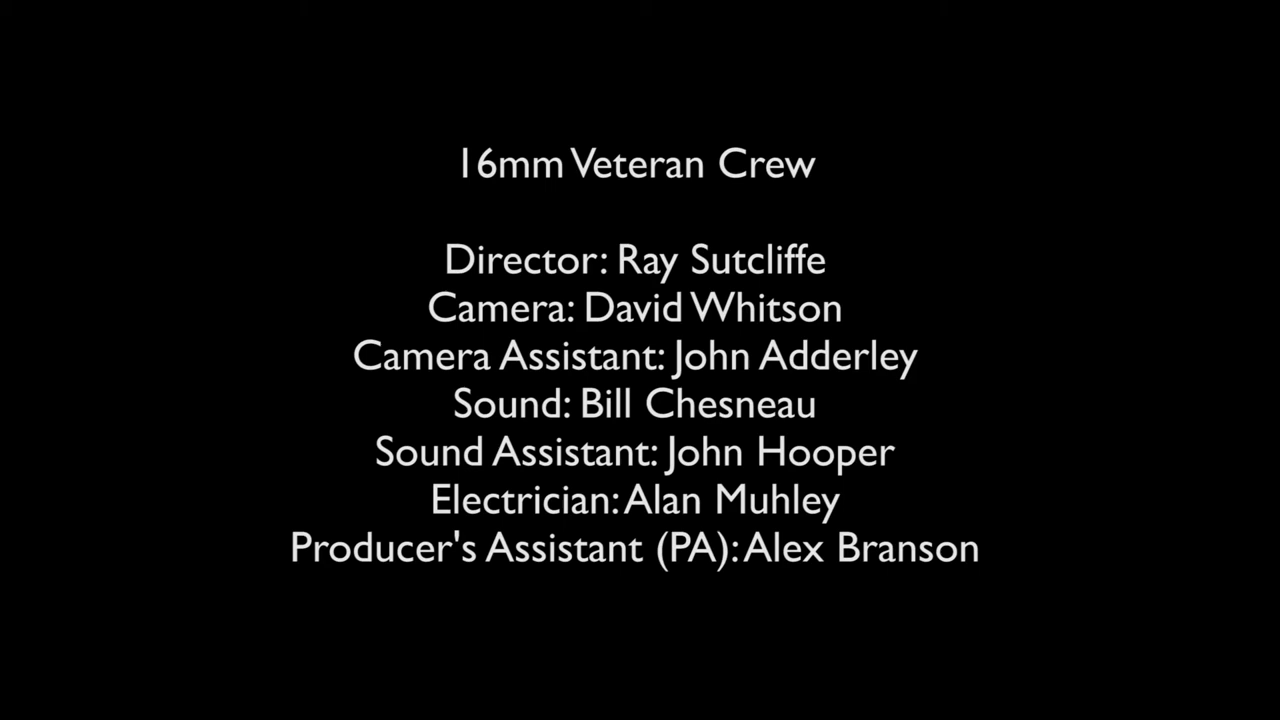 16mm Veteran Crew
Director: Ray Sutcliffe
Camera: David Whitson
Camera Assistant: John Adderley
Sound: Bill Chesneau
Sound Assistant: John Hooper
Electrician: Alan Muhley
Producer's Assistant (PA): Alex Branson